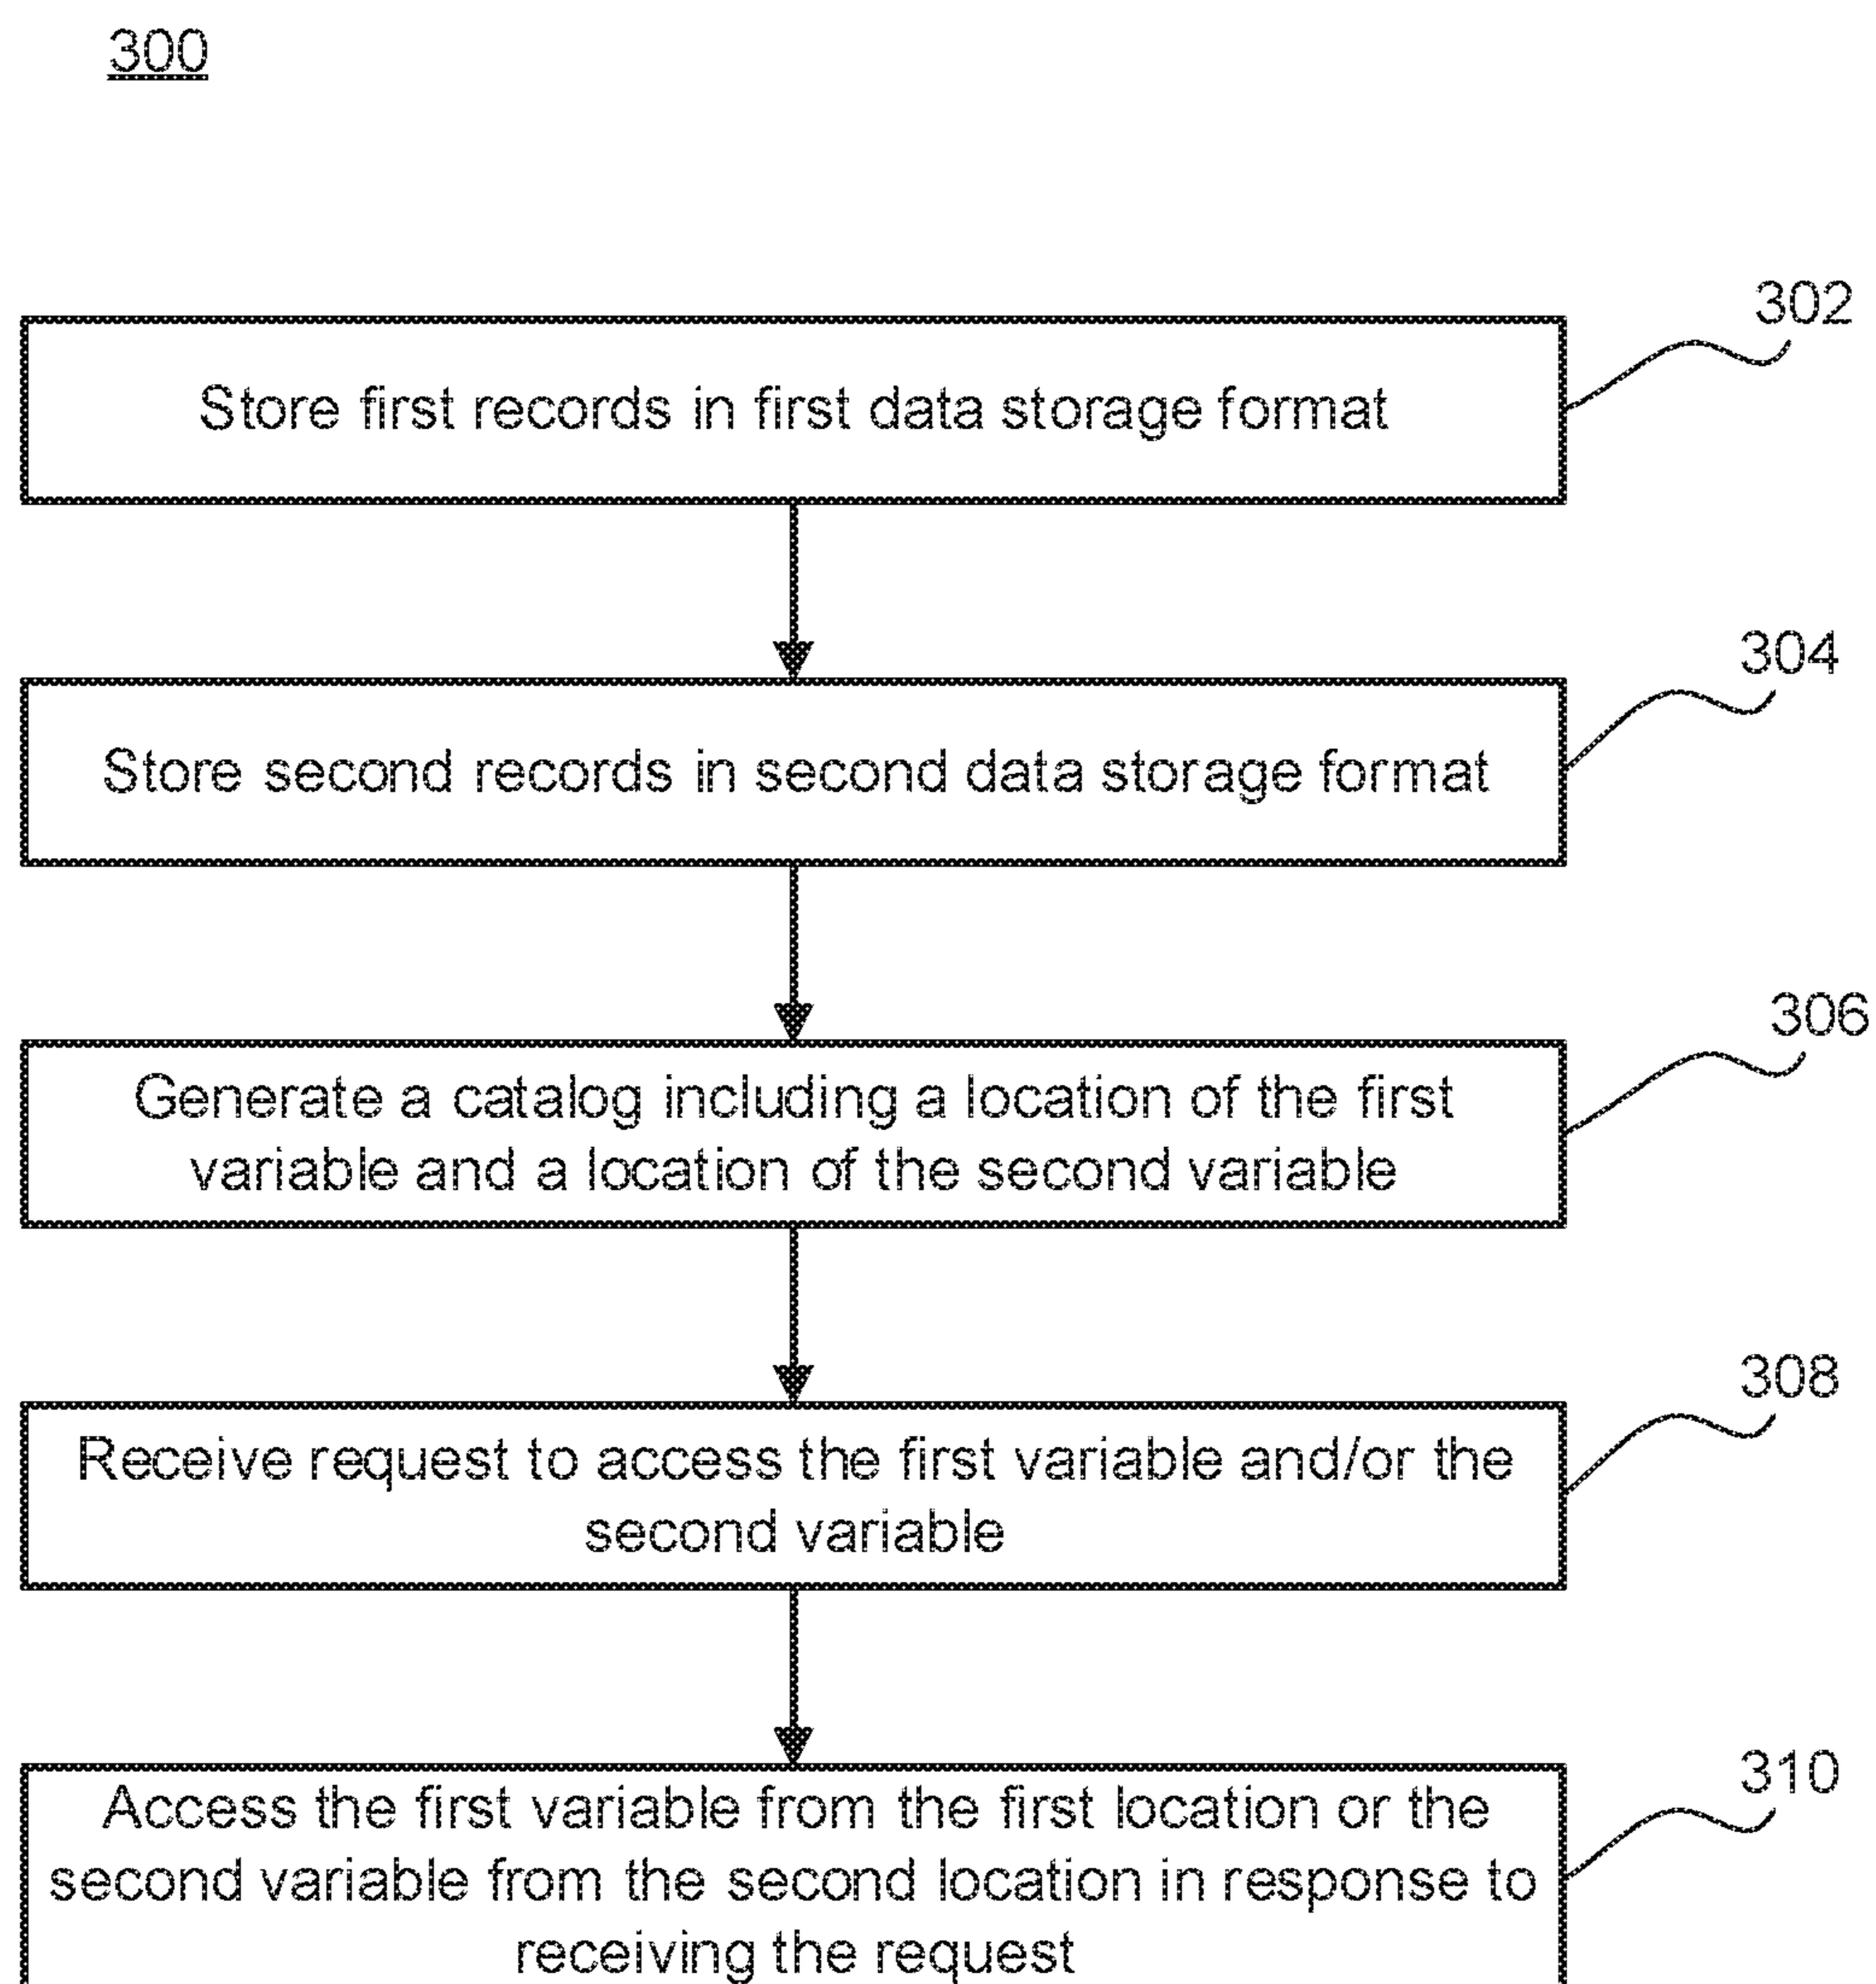 300
302
Store first records in first data storage format
304
Store second records in second data storage format
306
Generate a catalog including a location of the first
variable and a location of the second variable
308
Receive request to access the first variable and/or the
second variable
310
Access the first variable from the first location or the
second variable from the second location in response to
receiving the request